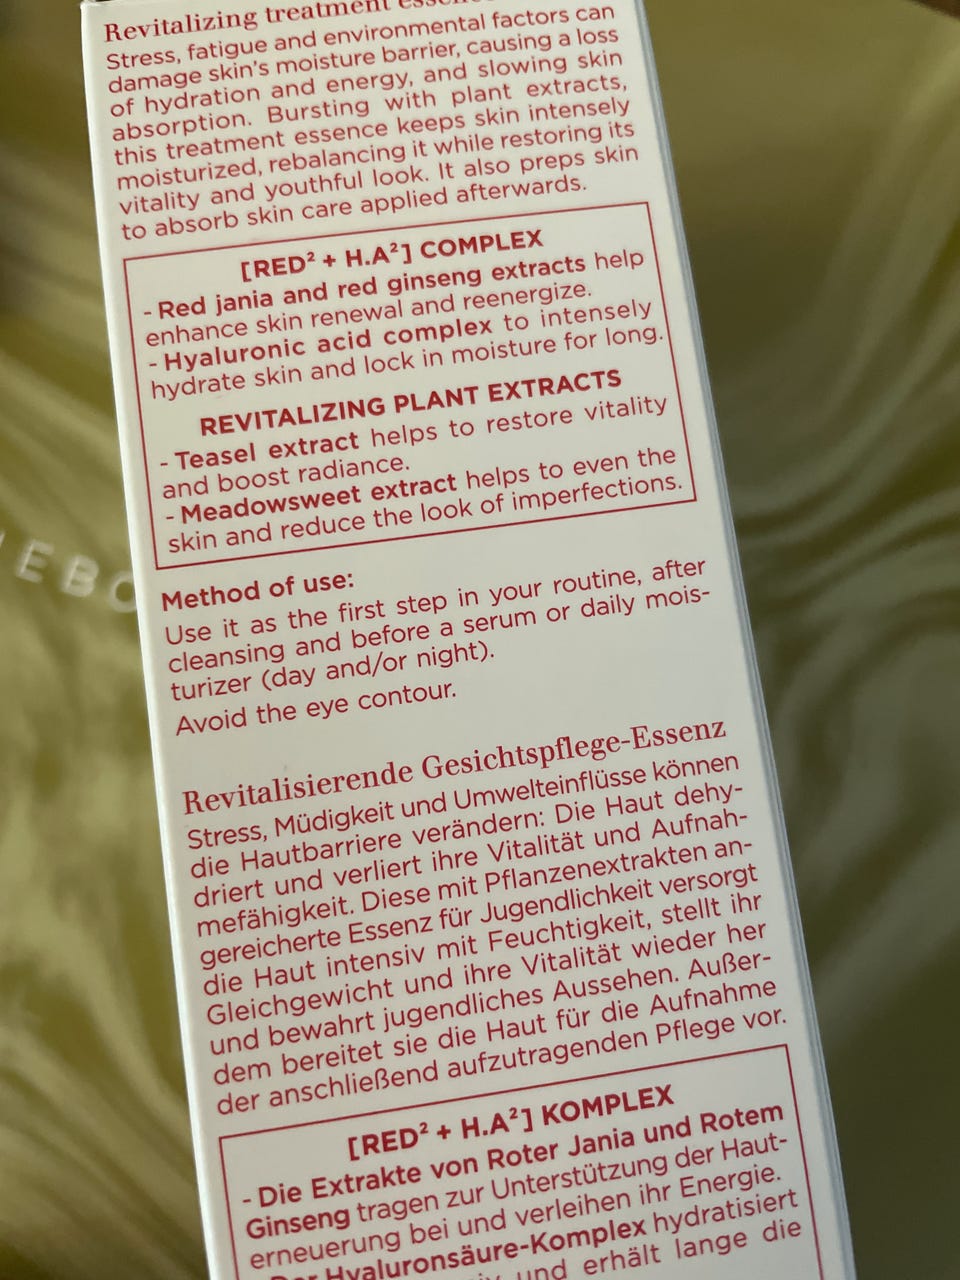 Revitalizing treatment essence
Stress, fatigue and environmental factors can
damage skin's moisture barrier, causing a loss
of hydration and energy, and slowing skin
absorption. Bursting with plant extracts,
this treatment essence keeps skin intensely
moisturized, rebalancing it while restoring its
vitality and youthful look. It also preps skin
to absorb skin care applied afterwards.
[RED² + H.A²] COMPLEX
- Red jania and red ginseng extracts help
enhance skin renewal and reenergize.
- Hyaluronic acid complex to intensely
hydrate skin and lock in moisture for long.
REVITALIZING PLANT EXTRACTS
- Teasel extract helps to restore vitality
and boost radiance.
- Meadowsweet extract helps to even the
skin and reduce the look of imperfections.
Method of use:
Use it as the first step in your routine, after
cleansing and before a serum or daily mois-
turizer (day and/or night).
Avoid the eye contour.
Revitalisierende Gesichtspflege-Essenz
Stress, Müdigkeit und Umwelteinflüsse können
die Hautbarriere verändern: Die Haut dehy-
driert und verliert ihre Vitalität und Aufnah-
mefähigkeit. Diese mit Pflanzenextrakten an-
gereicherte Essenz für Jugendlichkeit versorgt
die Haut intensiv mit Feuchtigkeit, stellt ihr
Gleichgewicht und ihre Vitalität wieder her
und bewahrt jugendliches Aussehen. Außer-
dem bereitet sie die Haut für die Aufnahme
der anschließend aufzutragenden Pflege vor.
[RED² + H.A²] KOMPLEX
- Die Extrakte von Roter Jania und Rotem
Ginseng tragen zur Unterstützung der Haut-
erneuerung bei und verleihen ihr Energie.
Der Hyaluronsäure-Komplex hydratisiert
und erhält lange die